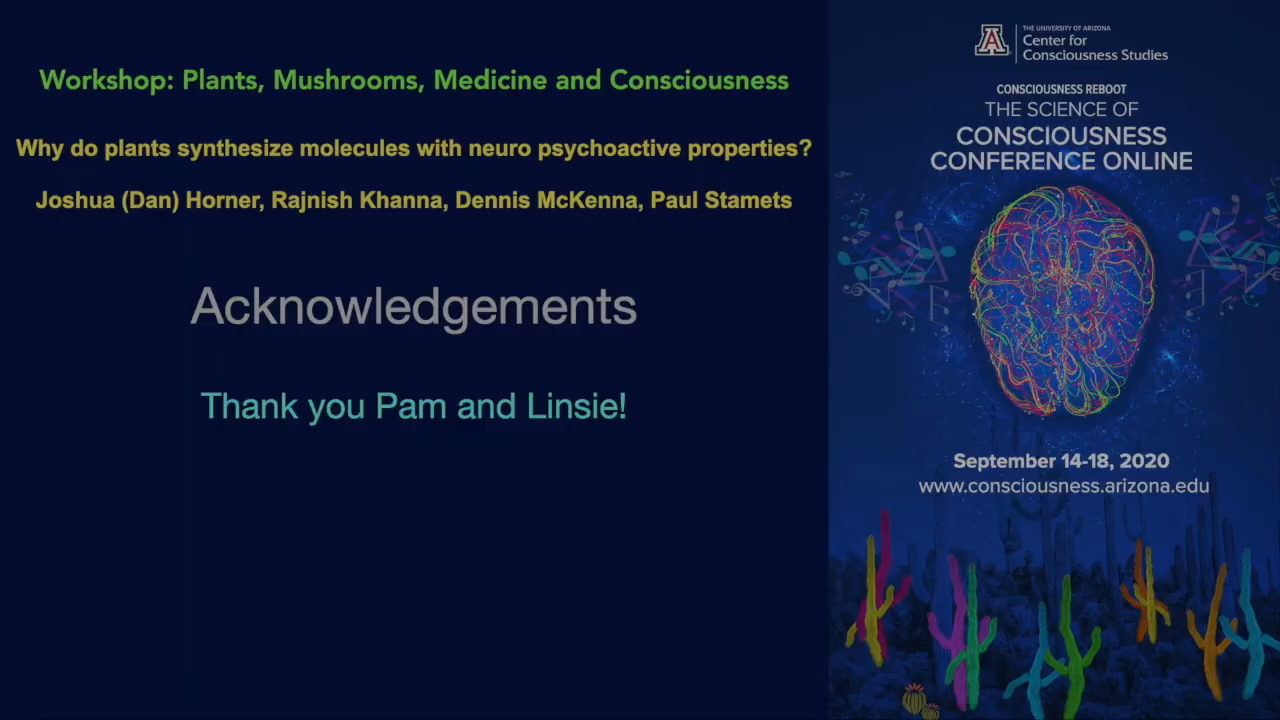 Workshop: Plants, Mushrooms, Medicine and Consciousness
Why do plants synthesize molecules with neuro psychoactive properties?
Joshua (Dan) Horner, Rajnish Khanna, Dennis McKenna, Paul Stamets
Acknowledgements
Thank you Pam and Linsie!
A
THE UNIVERSITY OF ARIZONA
Center for
Consciousness Studies
CONSCIOUSNESS REBOOT
THE SCIENCE OF
CONSCIOUSNESS
CONFERENCE ONLINE
September 14-18, 2020
www.consciousness.arizona.edu